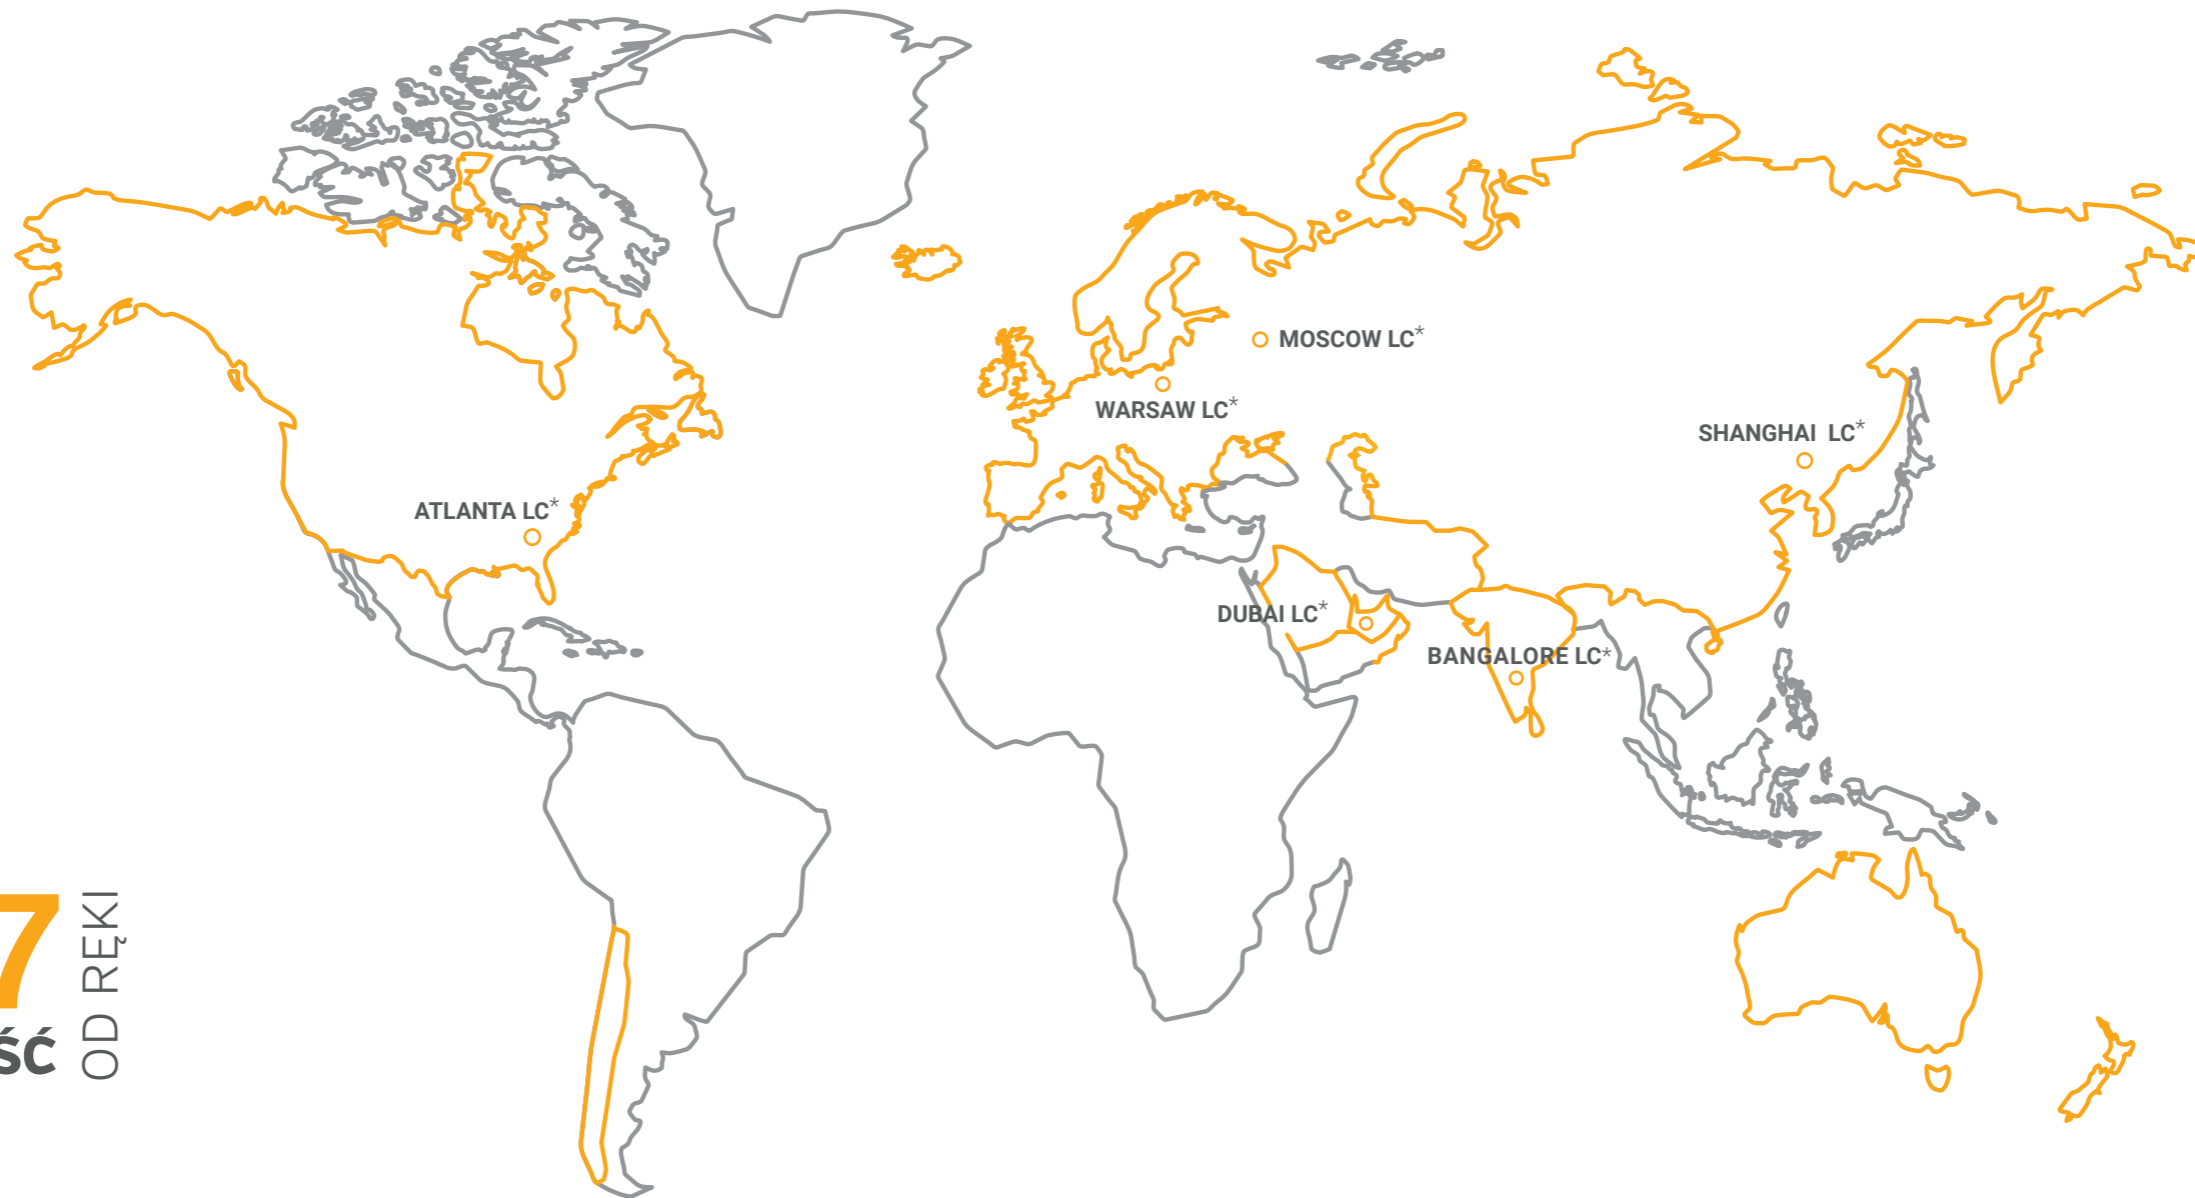 MOSCOW LC*
WARSAW LC*
SHANGHAI LC*
ATLANTA LC*
DUBAI LC*
BANGALORE LC*
7
OD RĘKI
ŚĆ